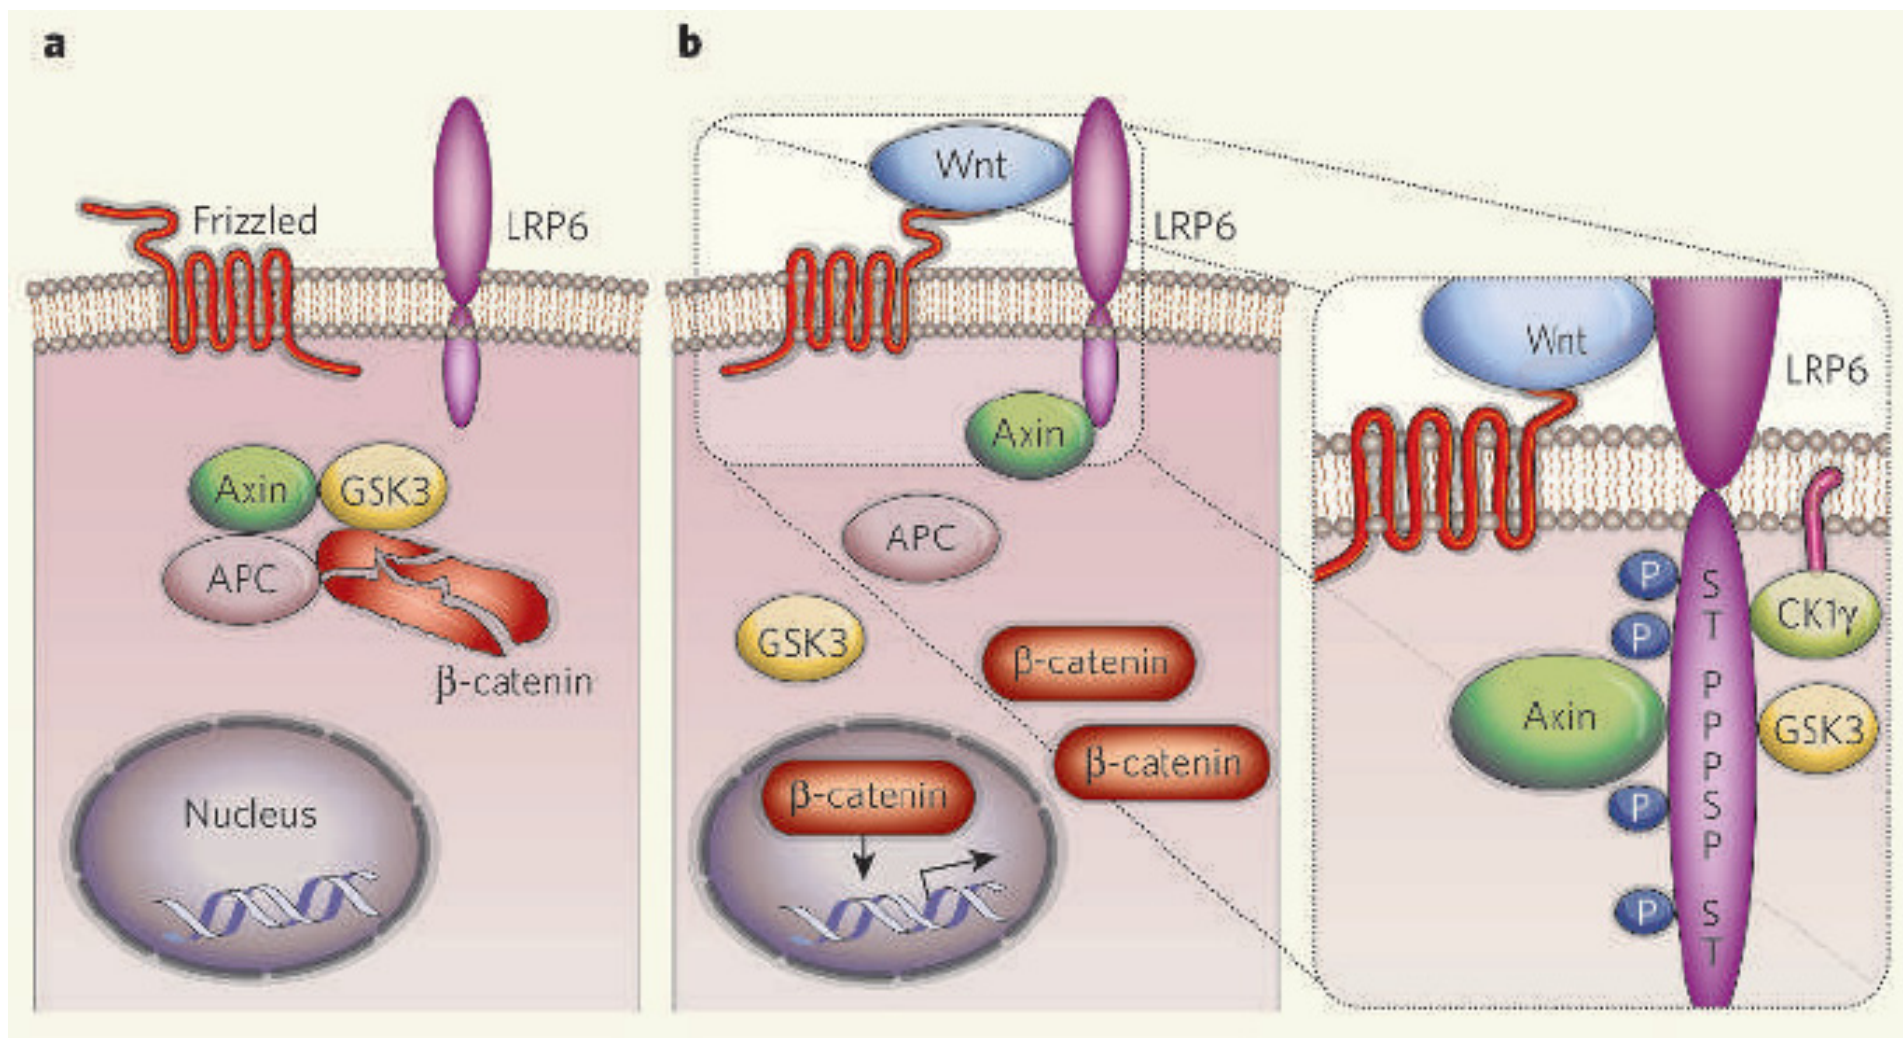 a
Frizzled
LRP6
Axin
GSK3
APC
β-catenin
Nucleus
b
Wnt
LRP6
Axin
APC
GSK3
β-catenin
β-catenin
β-catenin
Wnt
LRP6
P
P
P
P
S
T
P
P
P
S
P
S
T
CK1γ
Axin
GSK3